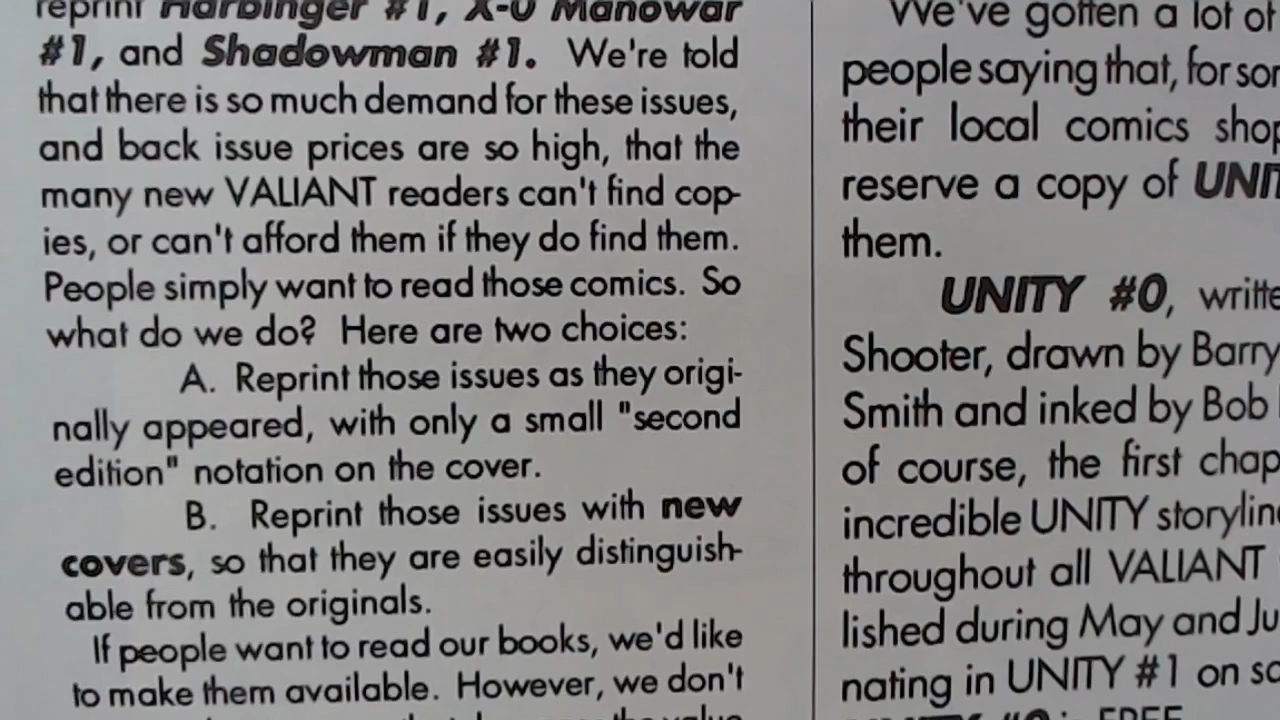 reprint Harbinger #1, X-O Manowar
#1, and Shadowman #1. We're told
that there is so much demand for these issues,
and back issue prices are so high, that the
many new VALIANT readers can't find cop-
ies, or can't afford them if they do find them.
People simply want to read those comics. So
what do we do? Here are two choices:
A. Reprint those issues as they origi-
nally appeared, with only a small "second
edition" notation on the cover.
B. Reprint those issues with new
covers, so that they are easily distinguish-
able from the originals.
If people want to read our books, we'd like
to make them available. However, we don't
the value
We've gotten a lot of
people saying that, for
their local comics
reserve a copy of
them.
UNITY #0,
Shooter, drawn by Barry
Smith and inked by Bob
of course, the first
incredible UNITY
throughout all VALIANT
lished during May and
nating in UNITY #1 on
FREE